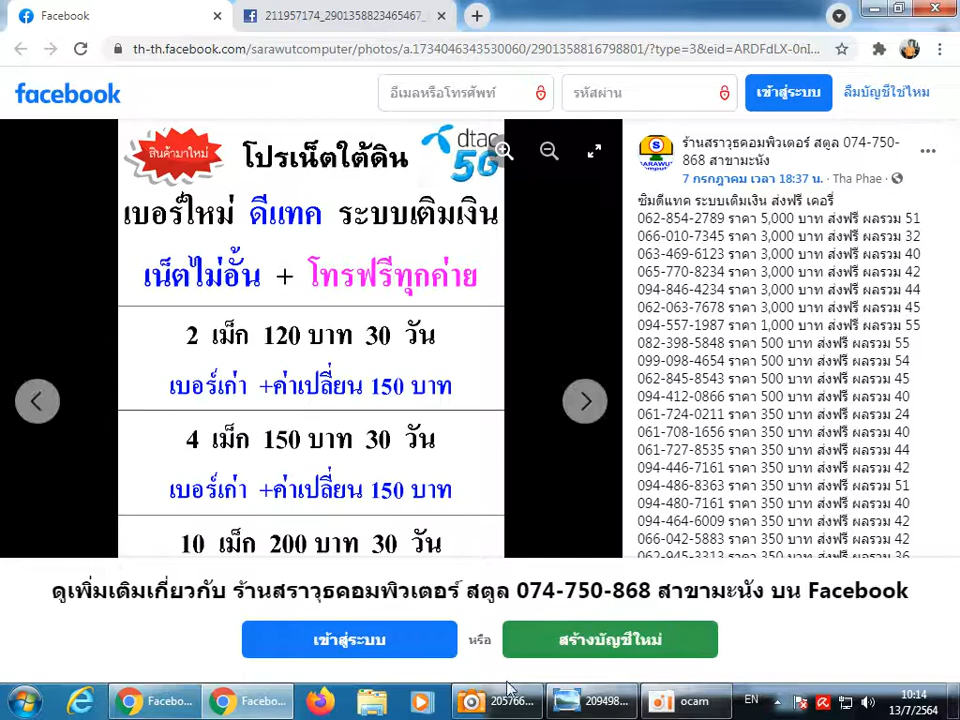 Facebook
211957174_2901358823465467_
th-th.facebook.com/sarawutcomputer/photos/a.1734046343530060/2901358816798801/?type=3&eid=ARDFdLX-0nI...
facebook
อีเมลหรือโทรศัพท์
รหัสผ่าน
เข้าสู่ระบบ
ลืมบัญชีใช่ไหม
สินค้ามาใหม่
โปรเน็ตใต้ดิน
dtac
5G
เบอร์ใหม่ ดีแทค ระบบเติมเงิน
เน็ตไม่อั้น + โทรฟรีทุกค่าย
2 เม็ก 120 บาท 30 วัน
เบอร์เก่า +ค่าเปลี่ยน 150 บาท
4 เม็ก 150 บาท 30 วัน
เบอร์เก่า +ค่าเปลี่ยน 150 บาท
10 เม็ก 200 บาท 30 วัน
ร้านสราวุธคอมพิวเตอร์ สตูล 074-750-
868 สาขามะนัง
7 กรกฎาคม เวลา 18:37 น. · Tha Phae ·
ซิมดีแทค ระบบเติมเงิน ส่งฟรี เคอรี่
062-854-2789 ราคา 5,000 บาท ส่งฟรี ผลรวม 51
066-010-7345 ราคา 3,000 บาท ส่งฟรี ผลรวม 32
063-469-6123 ราคา 3,000 บาท ส่งฟรี ผลรวม 40
065-770-8234 ราคา 3,000 บาท ส่งฟรี ผลรวม 42
094-846-4234 ราคา 3,000 บาท ส่งฟรี ผลรวม 44
062-063-7678 ราคา 3,000 บาท ส่งฟรี ผลรวม 45
094-557-1987 ราคา 1,000 บาท ส่งฟรี ผลรวม 55
082-398-5848 ราคา 500 บาท ส่งฟรี ผลรวม 55
099-098-4654 ราคา 500 บาท ส่งฟรี ผลรวม 54
062-845-8543 ราคา 500 บาท ส่งฟรี ผลรวม 45
094-412-0866 ราคา 500 บาท ส่งฟรี ผลรวม 40
061-724-0211 ราคา 350 บาท ส่งฟรี ผลรวม 24
061-708-1656 ราคา 350 บาท ส่งฟรี ผลรวม 40
061-727-8535 ราคา 350 บาท ส่งฟรี ผลรวม 44
094-446-7161 ราคา 350 บาท ส่งฟรี ผลรวม 42
094-486-8363 ราคา 350 บาท ส่งฟรี ผลรวม 51
094-480-7161 ราคา 350 บาท ส่งฟรี ผลรวม 40
094-464-6009 ราคา 350 บาท ส่งฟรี ผลรวม 42
066-042-5883 ราคา 350 บาท ส่งฟรี ผลรวม 42
062-945-3313 ราคา 350 บาท ส่งฟรี ผลรวม 36
ดูเพิ่มเติมเกี่ยวกับ ร้านสราวุธคอมพิวเตอร์ สตูล 074-750-868 สาขามะนัง บน Facebook
เข้าสู่ระบบ
หรือ
สร้างบัญชีใหม่
Facebo...
Facebo...
205766...
209498...
ocam
EN
10:14
13/7/2564